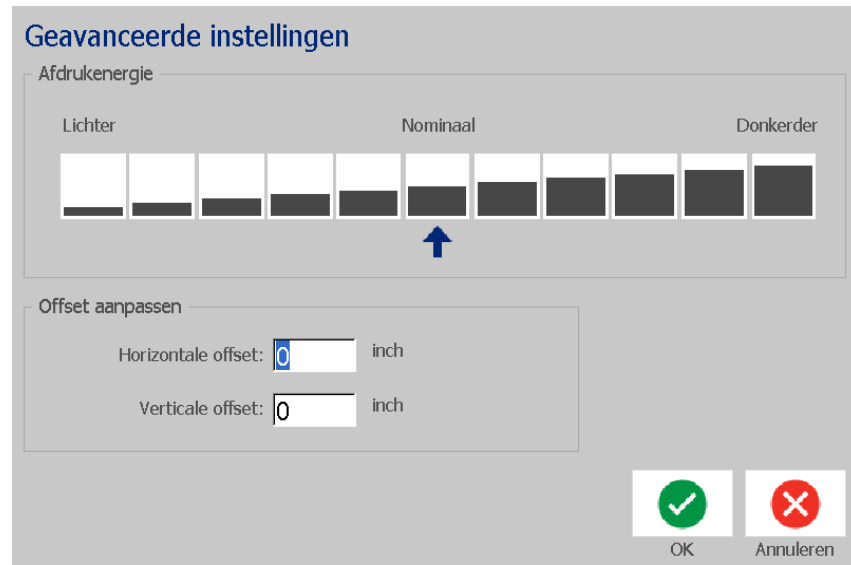 Geavanceerde instellingen
Afdrukenergie
Lichter Nominaal Donkerder
Offset aanpassen
Horizontale offset: 0 inch
Verticale offset: 0 inch
OK Annuleren